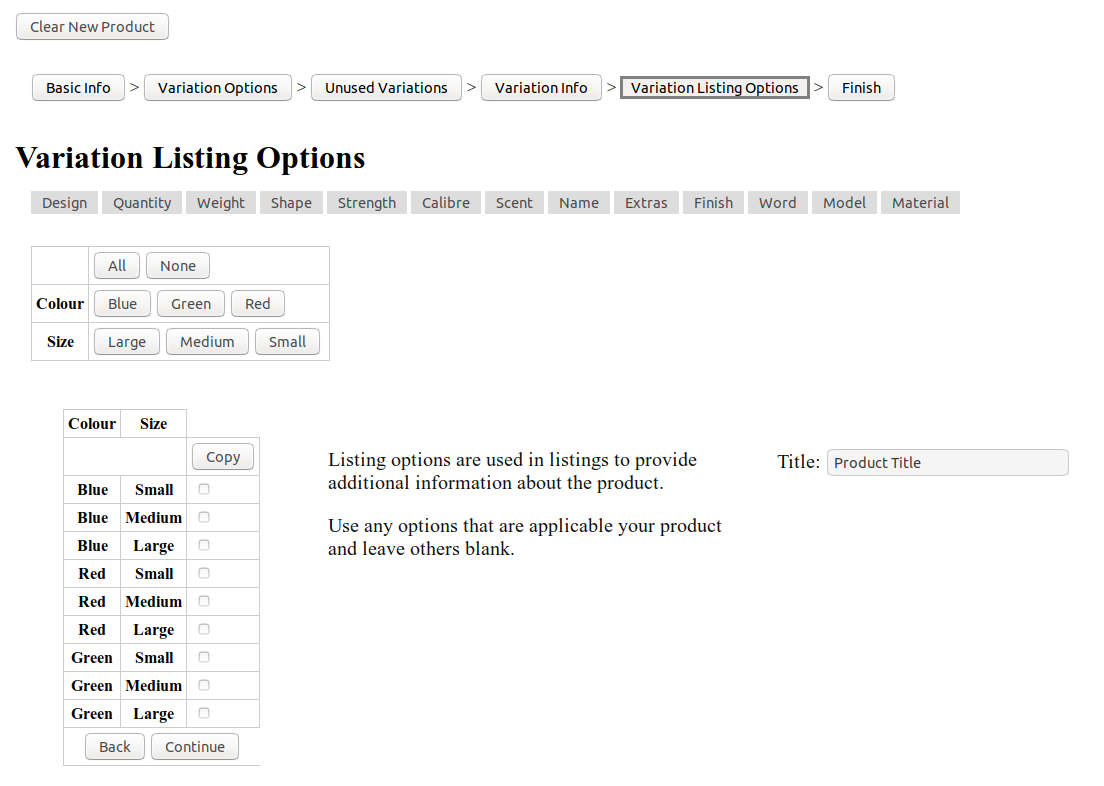 Clear New Product
Basic Info > Variation Options > Unused Variations > Variation Info > Variation Listing Options > Finish
Variation Listing Options
Design Quantity Weight Shape Strength Calibre Scent Name Extras Finish Word Model Material
All None
Colour Blue Green Red
Size Large Medium Small
Colour Size
Copy
Blue Small
Blue Medium
Blue Large
Red Small
Red Medium
Red Large
Green Small
Green Medium
Green Large
Back Continue
Listing options are used in listings to provide
additional information about the product.
Use any options that are applicable your product
and leave others blank.
Title: Product Title